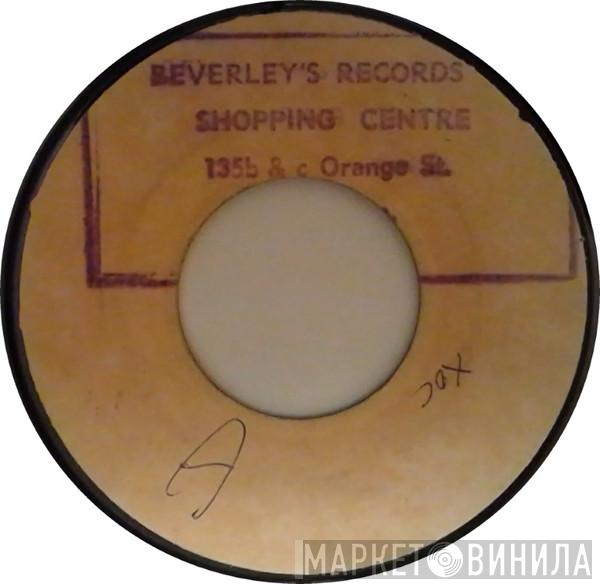 BEVERLEY'S RECORDS
SHOPPING CENTRE
135b & c Orange St.
A
МАРКЕТ ВИНИЛА